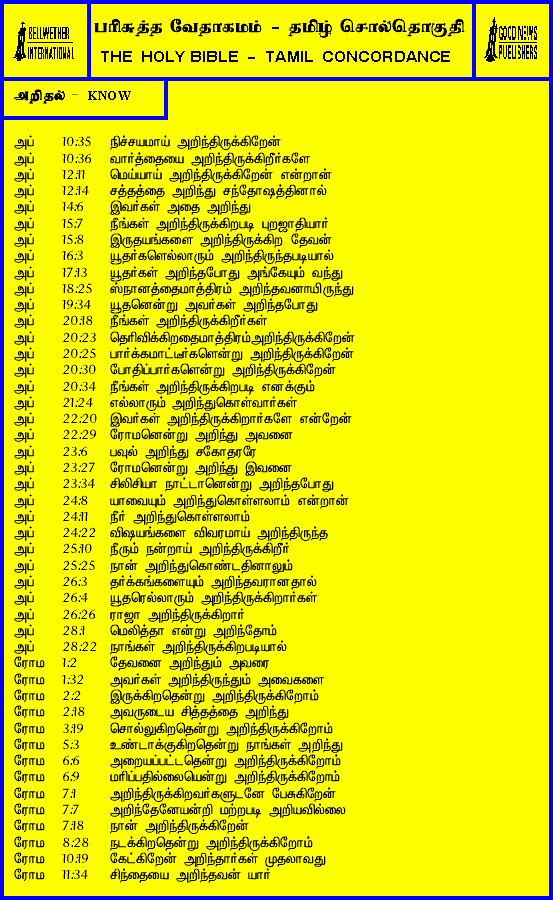 BELLWETHER
INTERNATIONAL
பரிசுத்த வேதாகமம் - தமிழ் சொல்தொகுதி
THE HOLY BIBLE - TAMIL CONCORDANCE
GOOD NEWS
PUBLISHERS
அறிதல் - KNOW
அப் 10:35 நிச்சயமாய் அறிந்திருக்கிறேன்
அப் 10:36 வார்த்தையை அறிந்திருக்கிறீர்களே
அப் 12:11 மெய்யாய் அறிந்திருக்கிறேன் என்றான்
அப் 12:14 சத்தத்தை அறிந்து சந்தோஷத்தினால்
அப் 14:6 இவர்கள் அதை அறிந்து
அப் 15:7 நீங்கள் அறிந்திருக்கிறபடி புறஜாதியார்
அப் 15:8 இருதயங்களை அறிந்திருக்கிற தேவன்
அப் 16:3 யூதர்களெல்லாரும் அறிந்திருந்தபடியால்
அப் 17:13 யூதர்கள் அறிந்தபோது அங்கேயும் வந்து
அப் 18:25 ஸ்நானத்தைமாத்திரம் அறிந்தவனாயிருந்து
அப் 19:34 யூதனென்று அவர்கள் அறிந்தபோது
அப் 20:18 நீங்கள் அறிந்திருக்கிறீர்கள்
அப் 20:23 தெரிவிக்கிறதைமாத்திரம்அறிந்திருக்கிறேன்
அப் 20:25 பார்க்கமாட்டீர்களென்று அறிந்திருக்கிறேன்
அப் 20:30 போதிப்பார்களென்று அறிந்திருக்கிறேன்
அப் 20:34 நீங்கள் அறிந்திருக்கிறபடி எனக்கும்
அப் 21:24 எல்லாரும் அறிந்துகொள்வார்கள்
அப் 22:20 இவர்கள் அறிந்திருக்கிறார்களே என்றேன்
அப் 22:29 ரோமனென்று அறிந்து அவனை
அப் 23:6 பவுல் அறிந்து சகோதரரே
அப் 23:27 ரோமனென்று அறிந்து இவனை
அப் 23:34 சிலிசியா நாட்டானென்று அறிந்தபோது
அப் 24:8 யாவையும் அறிந்துகொள்ளலாம் என்றான்
அப் 24:11 நீர் அறிந்துகொள்ளலாம்
அப் 24:22 விஷயங்களை விவரமாய் அறிந்திருந்த
அப் 25:10 நீரும் நன்றாய் அறிந்திருக்கிறீர்
அப் 25:25 நான் அறிந்துகொண்டதினாலும்
அப் 26:3 தர்க்கங்களையும் அறிந்தவரானதால்
அப் 26:4 யூதரெல்லாரும் அறிந்திருக்கிறார்கள்
அப் 26:26 ராஜா அறிந்திருக்கிறார்
அப் 28:1 மெலித்தா என்று அறிந்தோம்
அப் 28:22 நாங்கள் அறிந்திருக்கிறபடியால்
ரோம 1:2 தேவனை அறிந்தும் அவரை
ரோம 1:32 அவர்கள் அறிந்திருந்தும் அவைகளை
ரோம 2:2 இருக்கிறதென்று அறிந்திருக்கிறோம்
ரோம 2:18 அவருடைய சித்தத்தை அறிந்து
ரோம 3:19 சொல்லுகிறதென்று அறிந்திருக்கிறோம்
ரோம 5:3 உண்டாக்குகிறதென்று நாங்கள் அறிந்து
ரோம 6:6 அறையப்பட்டதென்று அறிந்திருக்கிறோம்
ரோம 6:9 மரிப்பதில்லையென்று அறிந்திருக்கிறோம்
ரோம 7:1 அறிந்திருக்கிறவர்களுடனே பேசுகிறேன்
ரோம 7:7 அறிந்தேனேயன்றி மற்றபடி அறியவில்லை
ரோம 7:18 நான் அறிந்திருக்கிறேன்
ரோம 8:28 நடக்கிறதென்று அறிந்திருக்கிறோம்
ரோம 10:19 கேட்கிறேன் அறிந்தார்கள் முதலாவது
ரோம 11:34 சிந்தையை அறிந்தவன் யார்